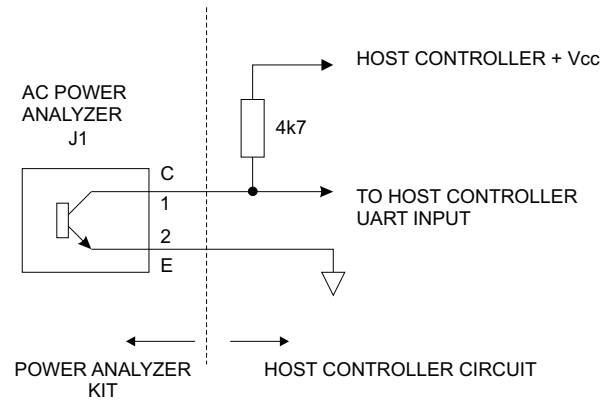 HOST CONTROLLER + Vcc
AC POWER
ANALYZER
J1
4k7
C
1
TO HOST CONTROLLER
UART INPUT
2
E
POWER ANALYZER
KIT
HOST CONTROLLER CIRCUIT